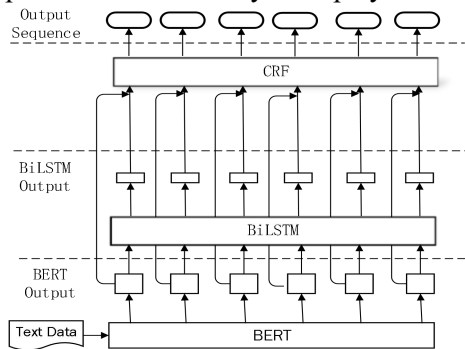 Output
Sequence
CRF
BiLSTM
Output
BiLSTM
BERT
Output
Text Data
BERT